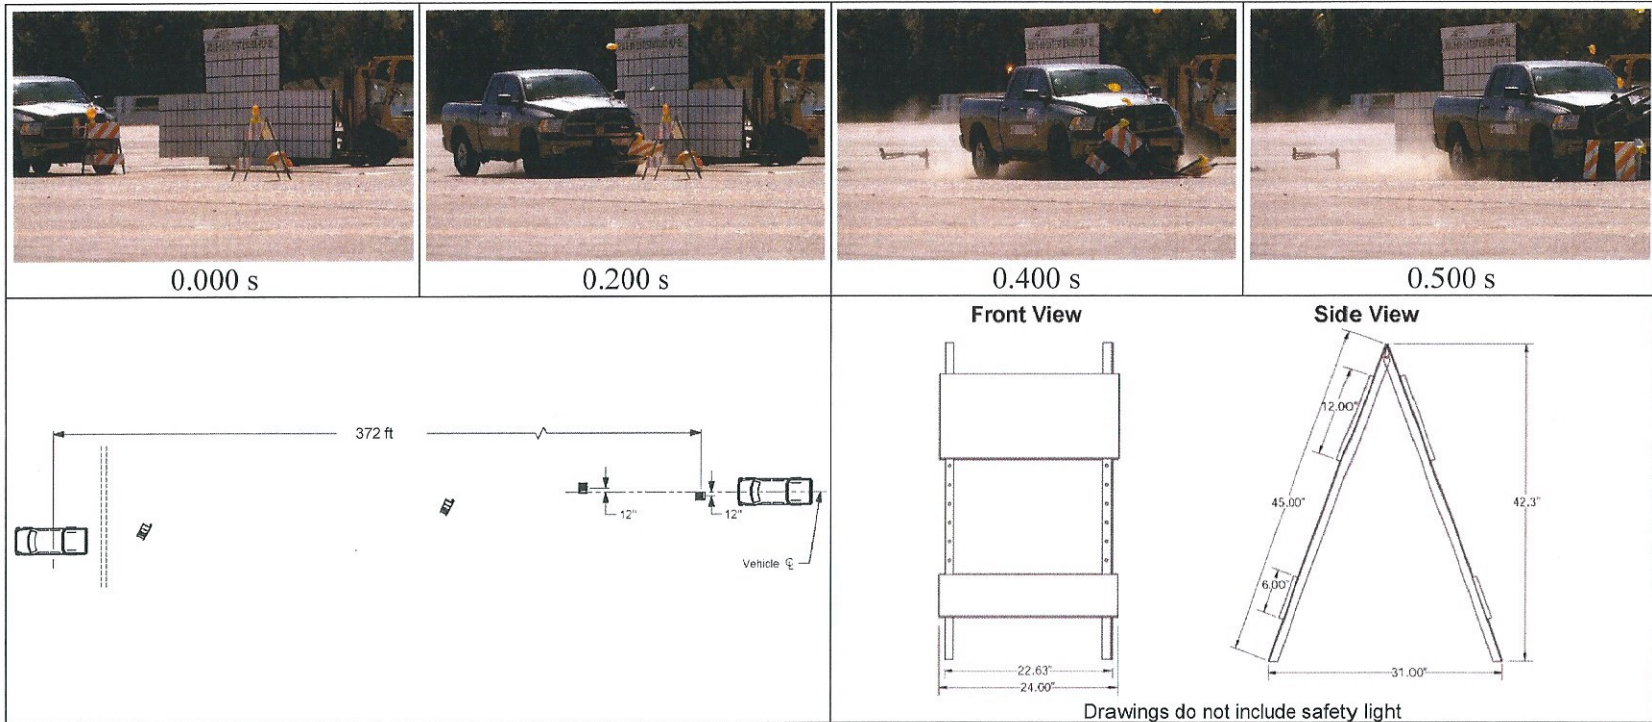 0.000 s
0.200 s
0.400 s
0.500 s
372 ft
12"
12"
Vehicle ℄
Front View
Side View
12.00"
45.00"
42.3"
6.00"
22.63"
24.00"
31.00"
Drawings do not include safety light